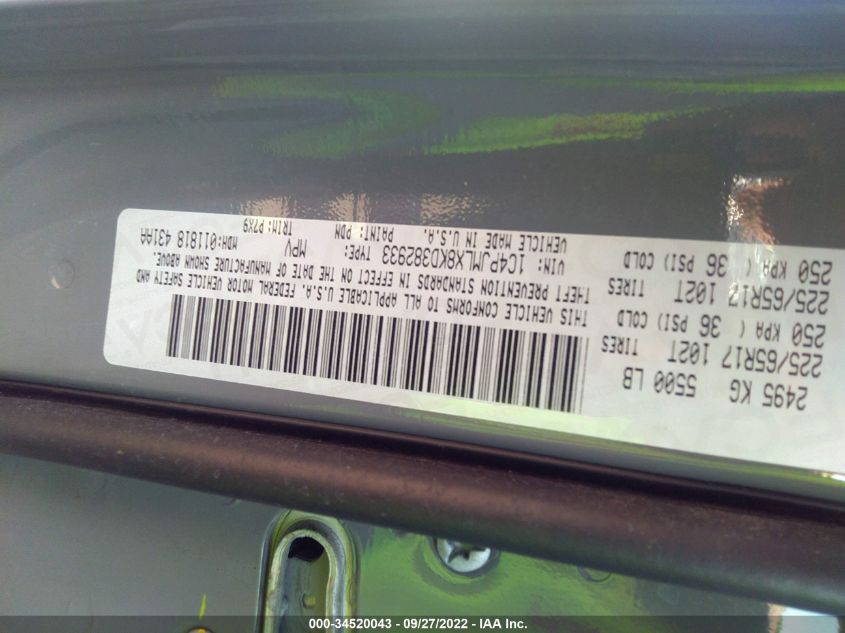 2495 KG
5500 LB
225/65R17 102T TIRES
250 KPA ( 36 PSI) COLD
225/65R17 102T TIRES
250 KPA ( 36 PSI) COLD
THIS VEHICLE CONFORMS TO ALL APPLICABLE U.S.A. FEDERAL MOTOR VEHICLE SAFETY AND
THEFT PREVENTION STANDARDS IN EFFECT ON THE DATE OF MANUFACTURE SHOWN ABOVE.
VIN: 1C4PJMLX8KD382933 TYPE: MPV MDH:011818 431AA
VEHICLE MADE IN U.S.A. PAINT: PDN TRIM: P7X9
000-34520043 - 09/27/2022 - IAA Inc.